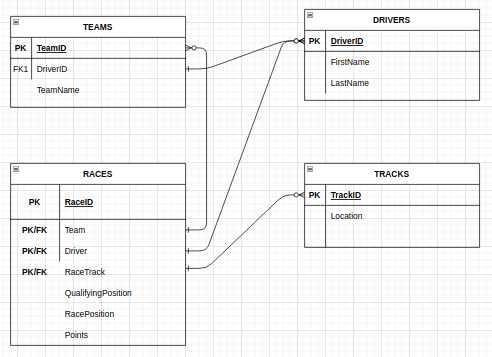 TEAMS
PK TeamID
FK1 DriverID
TeamName
DRIVERS
PK DriverID
FirstName
LastName
RACES
PK RaceID
PK/FK Team
PK/FK Driver
PK/FK RaceTrack
QualifyingPosition
RacePosition
Points
TRACKS
PK TrackID
Location